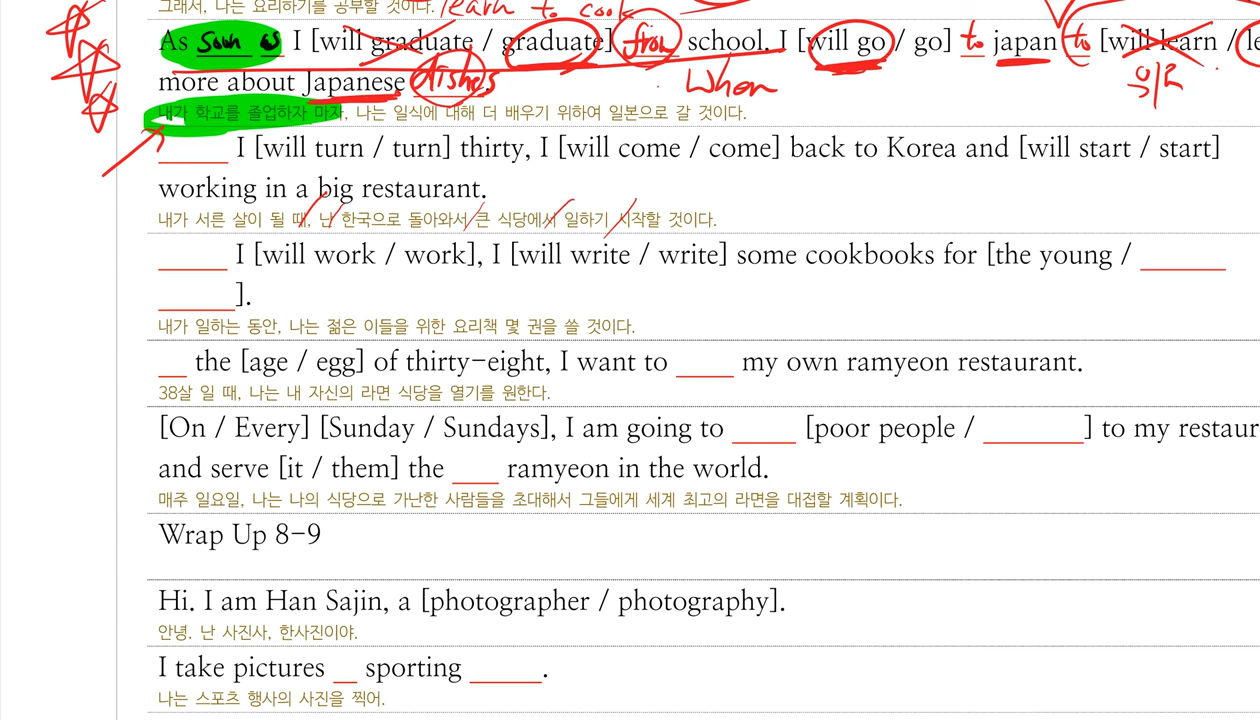 그래서, 나는 요리하기를 공부할 것이다. learn to cook
As soon as I [will graduate / graduate] from school, I [will go / go] to japan to [will learn / le
more about Japanese dishes. When 위해
내가 학교를 졸업하자 마자, 나는 일식에 대해 더 배우기 위하여 일본으로 갈 것이다.
______ I [will turn / turn] thirty, I [will come / come] back to Korea and [will start / start]
working in a big restaurant.
내가 서른 살이 될 때, 난 한국으로 돌아와서 큰 식당에서 일하기 시작할 것이다.
______ I [will work / work], I [will write / write] some cookbooks for [the young / ______
______].
내가 일하는 동안, 나는 젊은 이들을 위한 요리책 몇 권을 쓸 것이다.
__ the [age / egg] of thirty-eight, I want to ____ my own ramyeon restaurant.
38살 일 때, 나는 내 자신의 라면 식당을 열기를 원한다.
[On / Every] [Sunday / Sundays], I am going to _____ [poor people / _______] to my restaur
and serve [it / them] the ____ ramyeon in the world.
매주 일요일, 나는 나의 식당으로 가난한 사람들을 초대해서 그들에게 세계 최고의 라면을 대접할 계획이다.
Wrap Up 8-9
Hi. I am Han Sajin, a [photographer / photography].
안녕. 난 사진사, 한사진이야.
I take pictures __ sporting ______.
나는 스포츠 행사의 사진을 찍어.